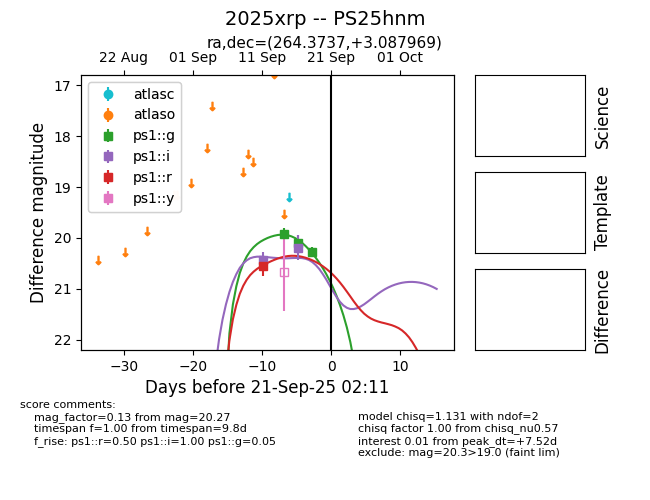 2025xrp -- PS25hnm
ra,dec=(264.3737,+3.087969)
22 Aug 01 Sep 11 Sep 21 Sep 01 Oct
17
18
19
20
21
22
Difference magnitude
atlasc
atlaso
ps1::g
ps1::i
ps1::r
ps1::y
−30 −20 −10 0 10
Days before 21-Sep-25 02:11
Science
Template
Difference
score comments:
mag_factor=0.13 from mag=20.27
timespan f=1.00 from timespan=9.8d
f_rise: ps1::r=0.50 ps1::i=1.00 ps1::g=0.05
model chisq=1.131 with ndof=2
chisq factor 1.00 from chisq_nu0.57
interest 0.01 from peak_dt=+7.52d
exclude: mag=20.3>19.0 (faint lim)